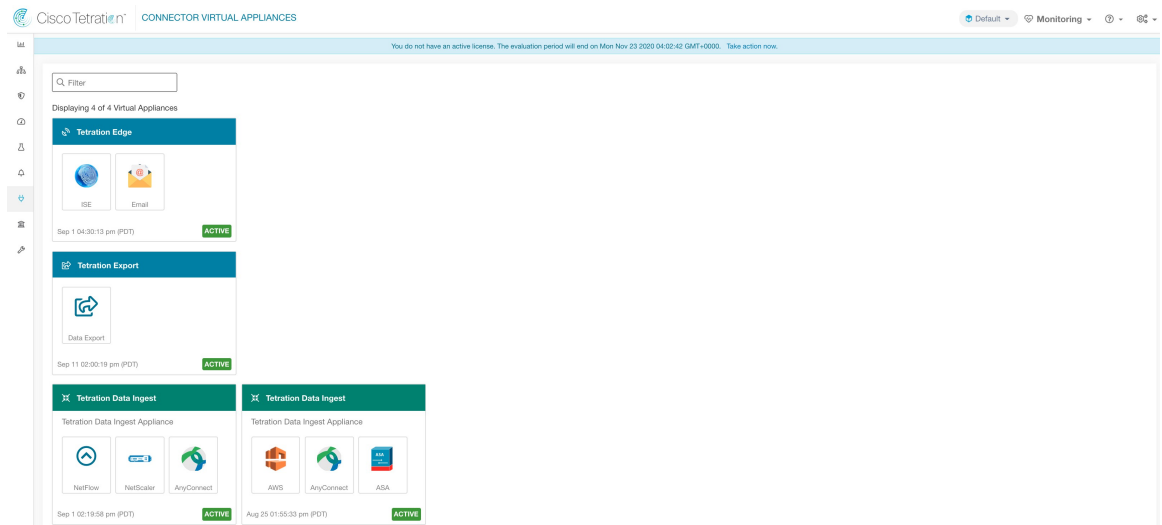 Cisco Tetration™ CONNECTOR VIRTUAL APPLIANCES Default Monitoring
You do not have an active license. The evaluation period will end on Mon Nov 23 2020 04:02:42 GMT+0000. Take action now.
Filter
Displaying 4 of 4 Virtual Appliances
Tetration Edge
ISE Email
Sep 1 04:30:13 pm (PDT) ACTIVE
Tetration Export
Data Export
Sep 11 02:00:19 pm (PDT) ACTIVE
Tetration Data Ingest Tetration Data Ingest
Tetration Data Ingest Appliance Tetration Data Ingest Appliance
ASA
NetFlow NetScaler AnyConnect AWS AnyConnect ASA
Sep 1 02:19:58 pm (PDT) ACTIVE Aug 25 01:55:33 pm (PDT) ACTIVE